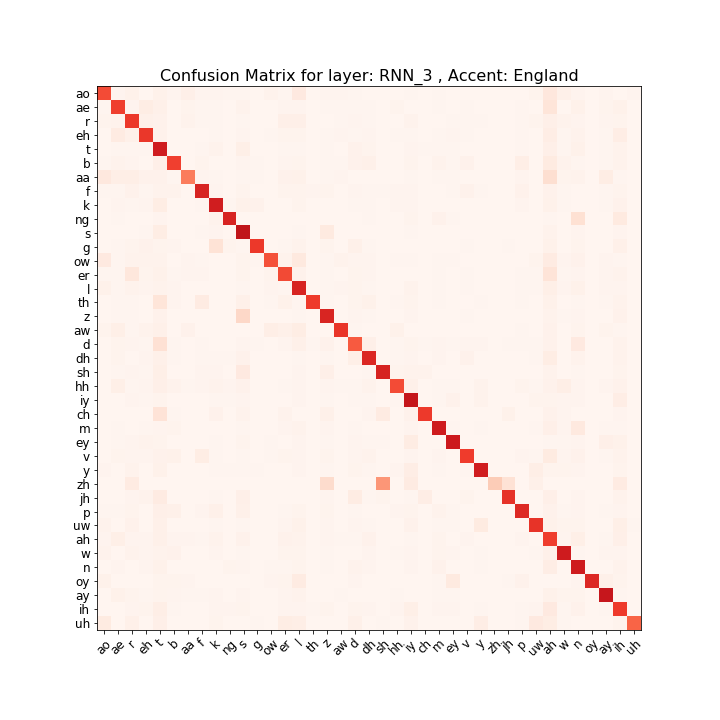 Confusion Matrix for layer: RNN_3 , Accent: England
ao
ae
r
eh
t
b
aa
f
k
ng
s
g
ow
er
l
th
z
aw
d
dh
sh
hh
iy
ch
m
ey
v
y
zh
jh
p
uw
ah
w
n
oy
ay
ih
uh
ao ae r eh t b aa f k ng s g ow er l th z aw d dh sh hh iy ch m ey v y zh jh p uw ah w n oy ay ih uh